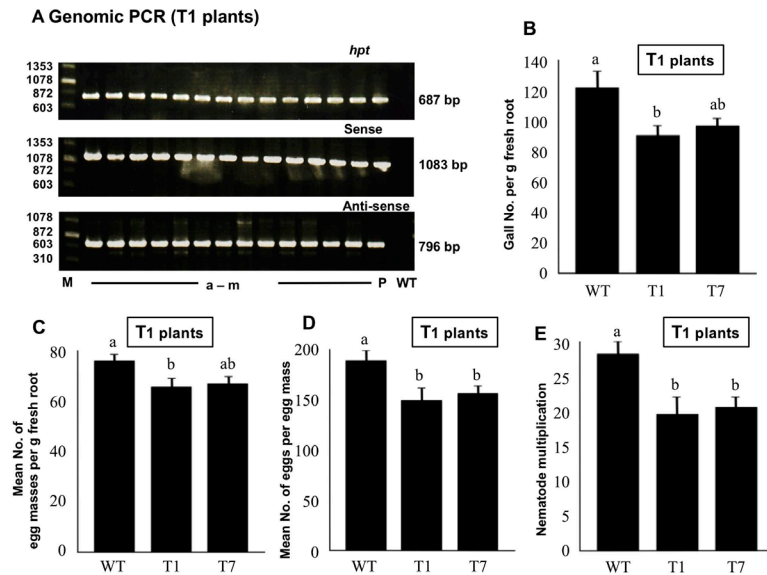 A Genomic PCR (T1 plants)
hpt
1353
1078
872
603
687 bp
Sense
1353
1078
872
603
1083 bp
Anti-sense
1078
872
603
310
796 bp
M
a – m
P
WT
B
T1 plants
Gall No. per g fresh root
140
120
100
80
60
40
20
0
a
b
ab
WT
T1
T7
C
T1 plants
Mean No. of
egg masses per g fresh root
80
60
40
20
0
a
b
ab
WT
T1
T7
D
T1 plants
Mean No. of eggs per egg mass
200
150
100
50
0
a
b
b
WT
T1
T7
E
T1 plants
Nematode multiplication
30
25
20
15
10
5
0
a
b
b
WT
T1
T7